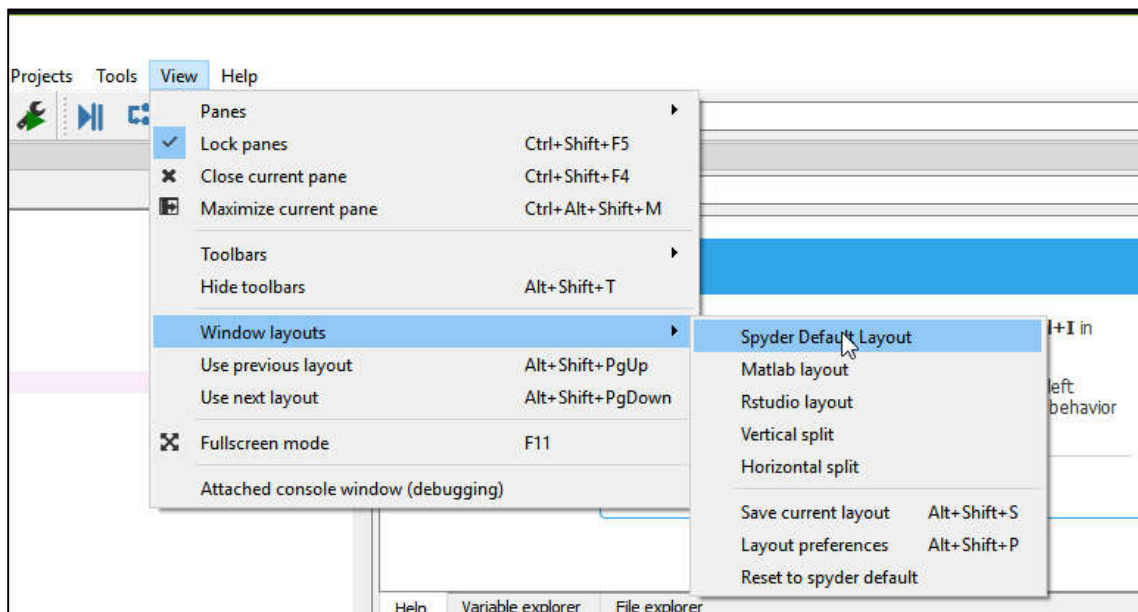 Projects Tools View Help
Panes
Lock panes Ctrl+Shift+F5
Close current pane Ctrl+Shift+F4
Maximize current pane Ctrl+Alt+Shift+M
Toolbars
Hide toolbars Alt+Shift+T
Window layouts
Use previous layout Alt+Shift+PgUp
Use next layout Alt+Shift+PgDown
Fullscreen mode F11
Attached console window (debugging)
Spyder Default Layout
Matlab layout
Rstudio layout
Vertical split
Horizontal split
Save current layout Alt+Shift+S
Layout preferences Alt+Shift+P
Reset to spyder default
+I in
left
behavior
Help Variable explorer File explorer